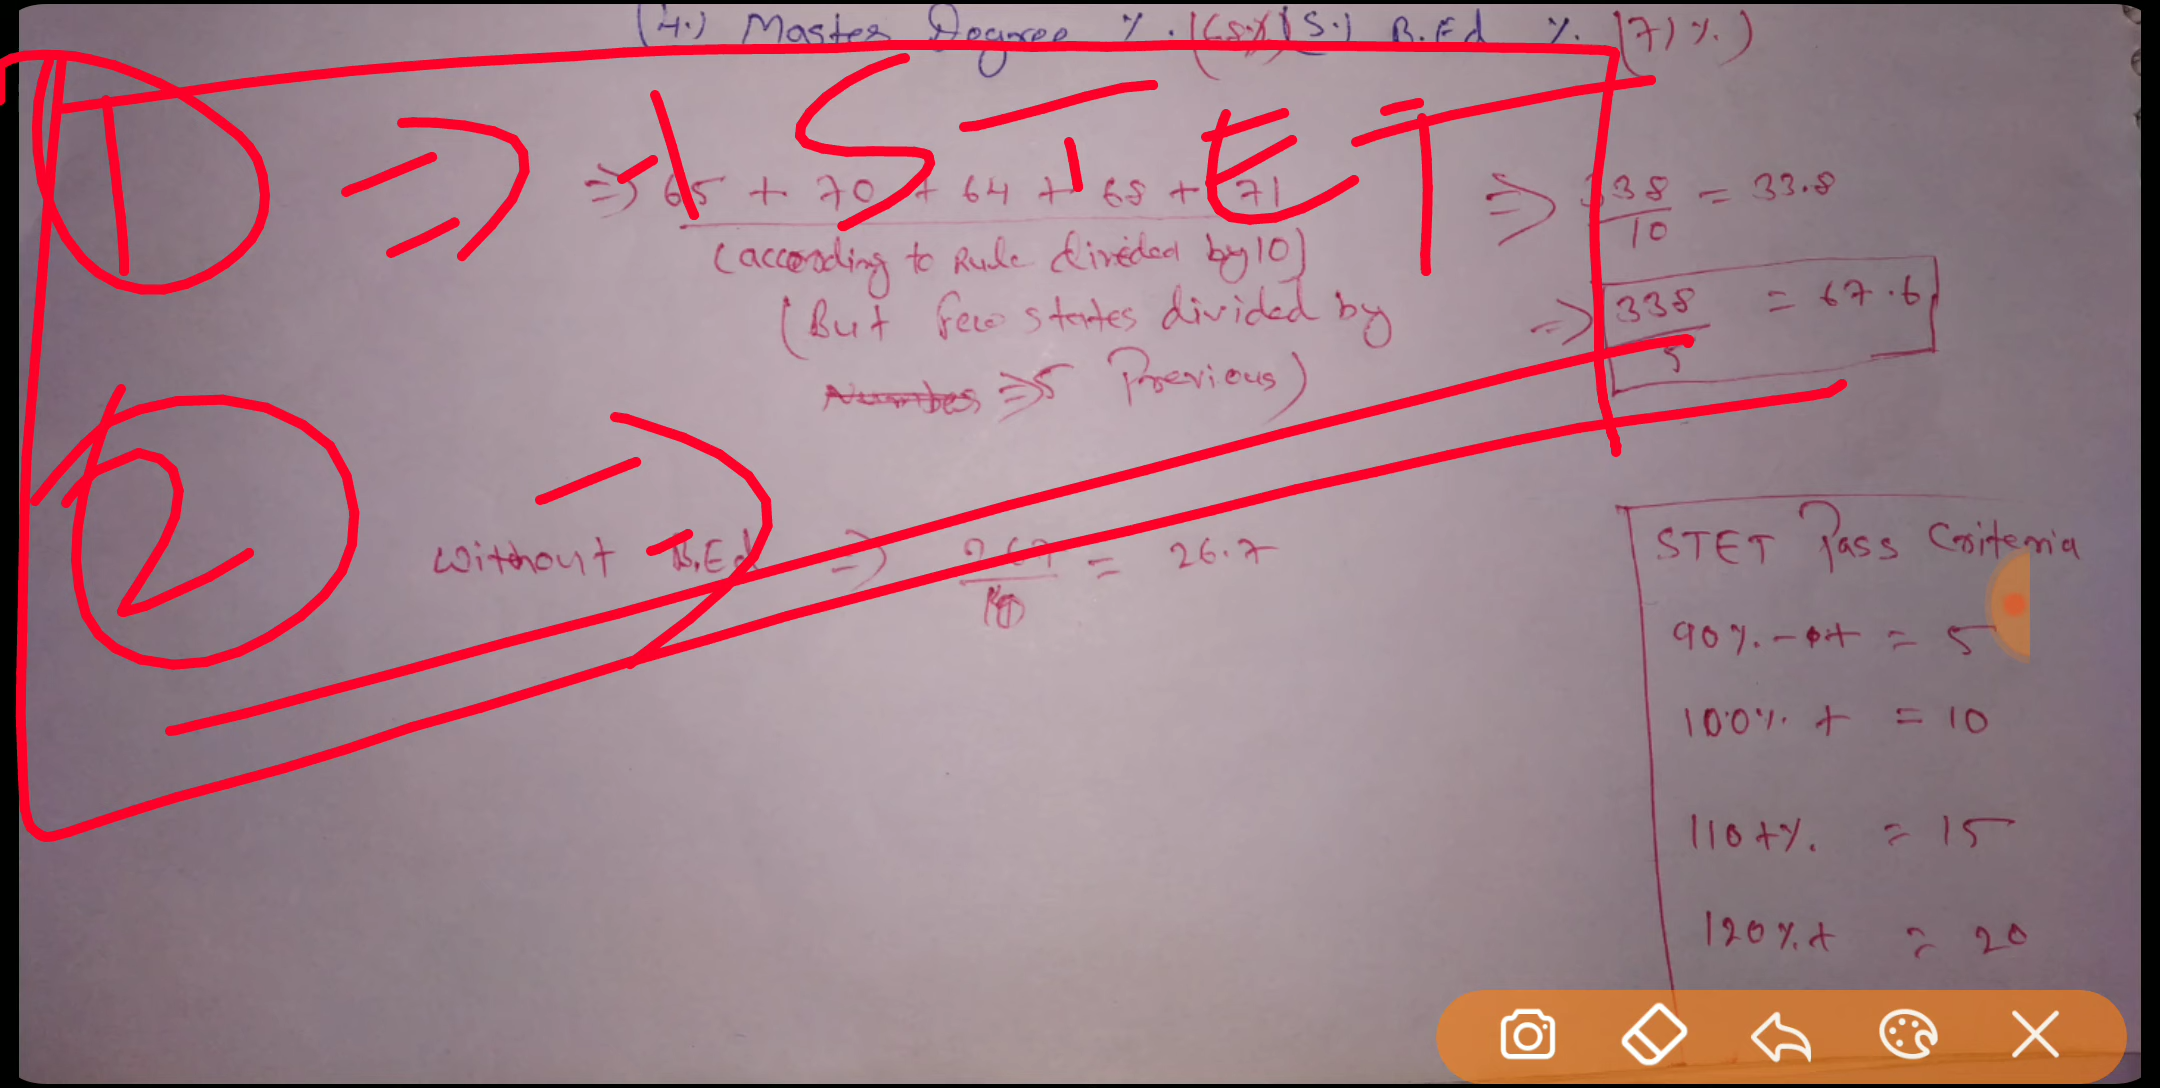 (4.) Master Degree %. (68%) (5.) B.Ed %. (71%.)
1 ⇒ STET
⇒ 65 + 70 + 64 + 68 + 71 ⇒ 338/10 = 33.8
(according to Rule divided by 10)
(But few states divided by ⇒ 338/5 = 67.6
⇒ 5 Previous)
2 ⇒
without B.Ed ⇒ 267/10 = 26.7
STET Pass Criteria
90%. - + = 5
100%. + = 10
110+%. = 15
120%.+ = 20